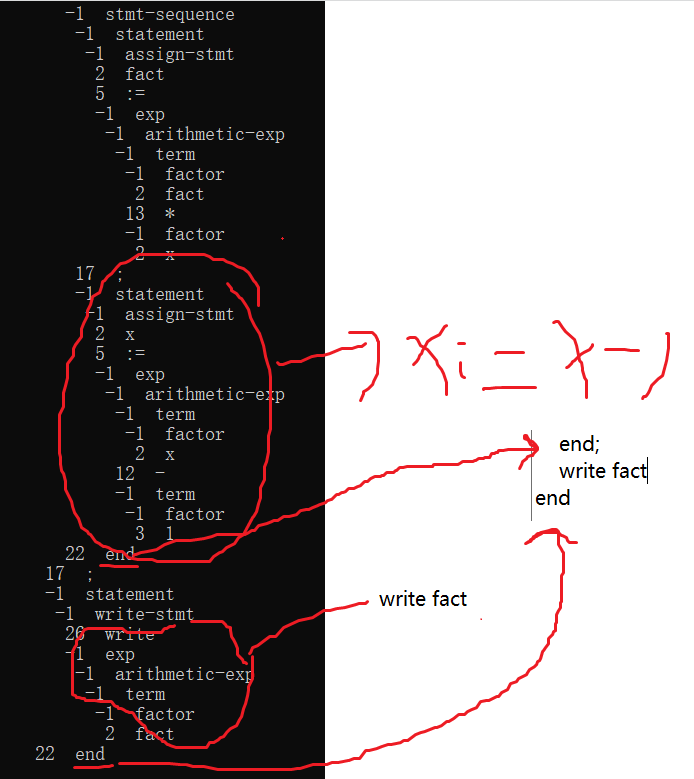 -1 stmt-sequence
-1 statement
-1 assign-stmt
2 fact
5 :=
-1 exp
-1 arithmetic-exp
-1 term
-1 factor
2 fact
13 *
-1 factor
2 x
17 ;
-1 statement
-1 assign-stmt
2 x
5 :=
-1 exp
-1 arithmetic-exp
-1 term
-1 factor
2 x
12 -
-1 term
-1 factor
3 1
22 end
17 ;
-1 statement
-1 write-stmt
26 write
-1 exp
-1 arithmetic-exp
-1 term
-1 factor
2 fact
22 end
; x := x - 1
end;
write fact
end
write fact